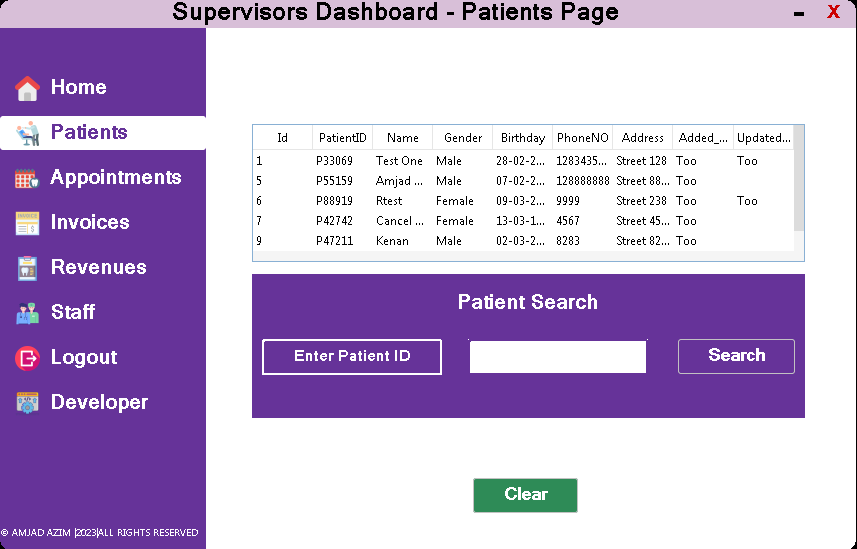 Supervisors Dashboard - Patients Page
X
Home
Patients
Appointments
Invoices
Revenues
Staff
Logout
Developer
© AMJAD AZIM |2023|ALL RIGHTS RESERVED
Id PatientID Name Gender Birthday PhoneNO Address Added_... Updated...
1 P33069 Test One Male 28-02-2... 1283435... Street 128 Too Too
5 P55159 Amjad ... Male 07-02-2... 128888888 Street 88... Too
6 P88919 Rtest Female 09-03-2... 9999 Street 238 Too Too
7 P42742 Cancel ... Female 13-03-1... 4567 Street 45... Too
9 P47211 Kenan Male 02-03-2... 8283 Street 82... Too
Patient Search
Enter Patient ID
Search
Clear